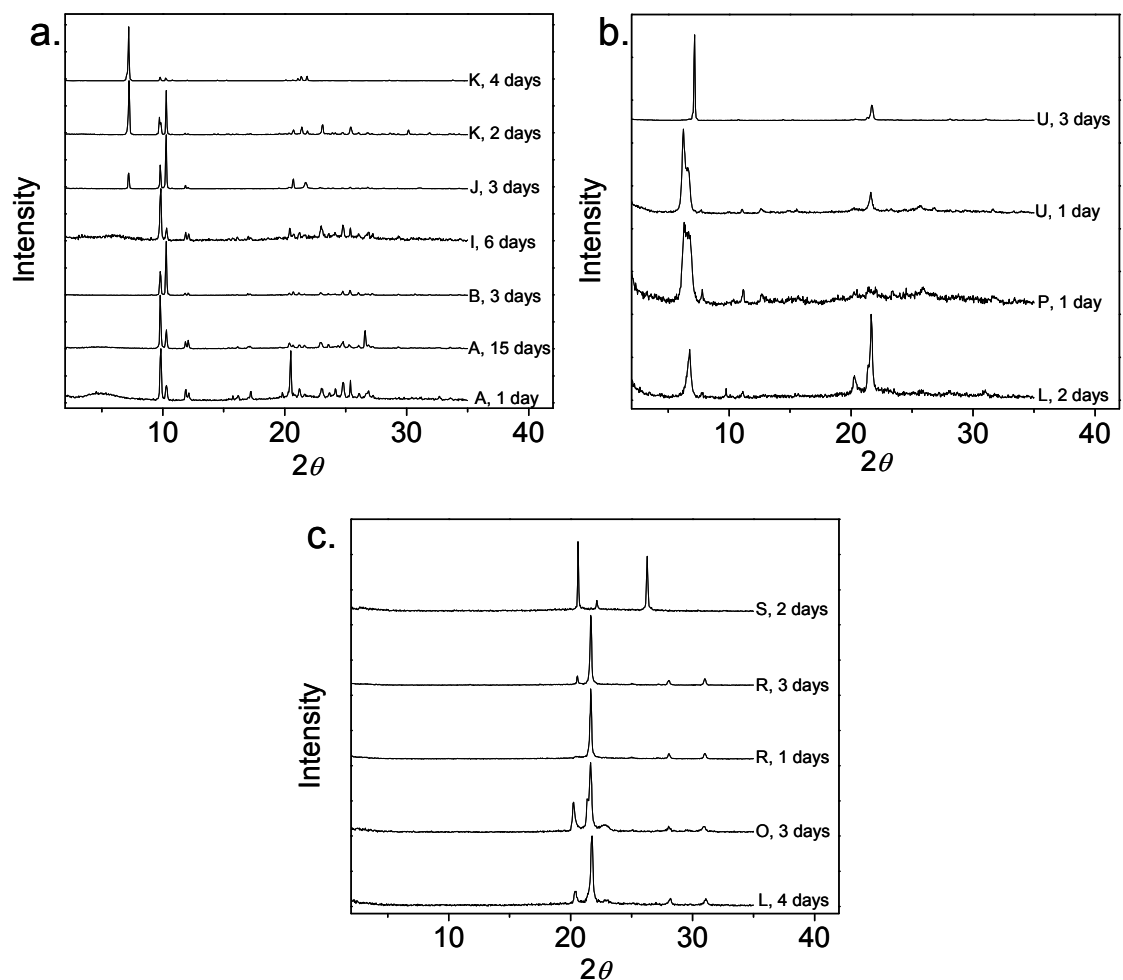 a.
K, 4 days
K, 2 days
J, 3 days
I, 6 days
B, 3 days
A, 15 days
A, 1 day
Intensity
10 20 30 40
2θ
b.
U, 3 days
U, 1 day
P, 1 day
L, 2 days
Intensity
10 20 30 40
2θ
c.
S, 2 days
R, 3 days
R, 1 days
O, 3 days
L, 4 days
Intensity
10 20 30 40
2θ